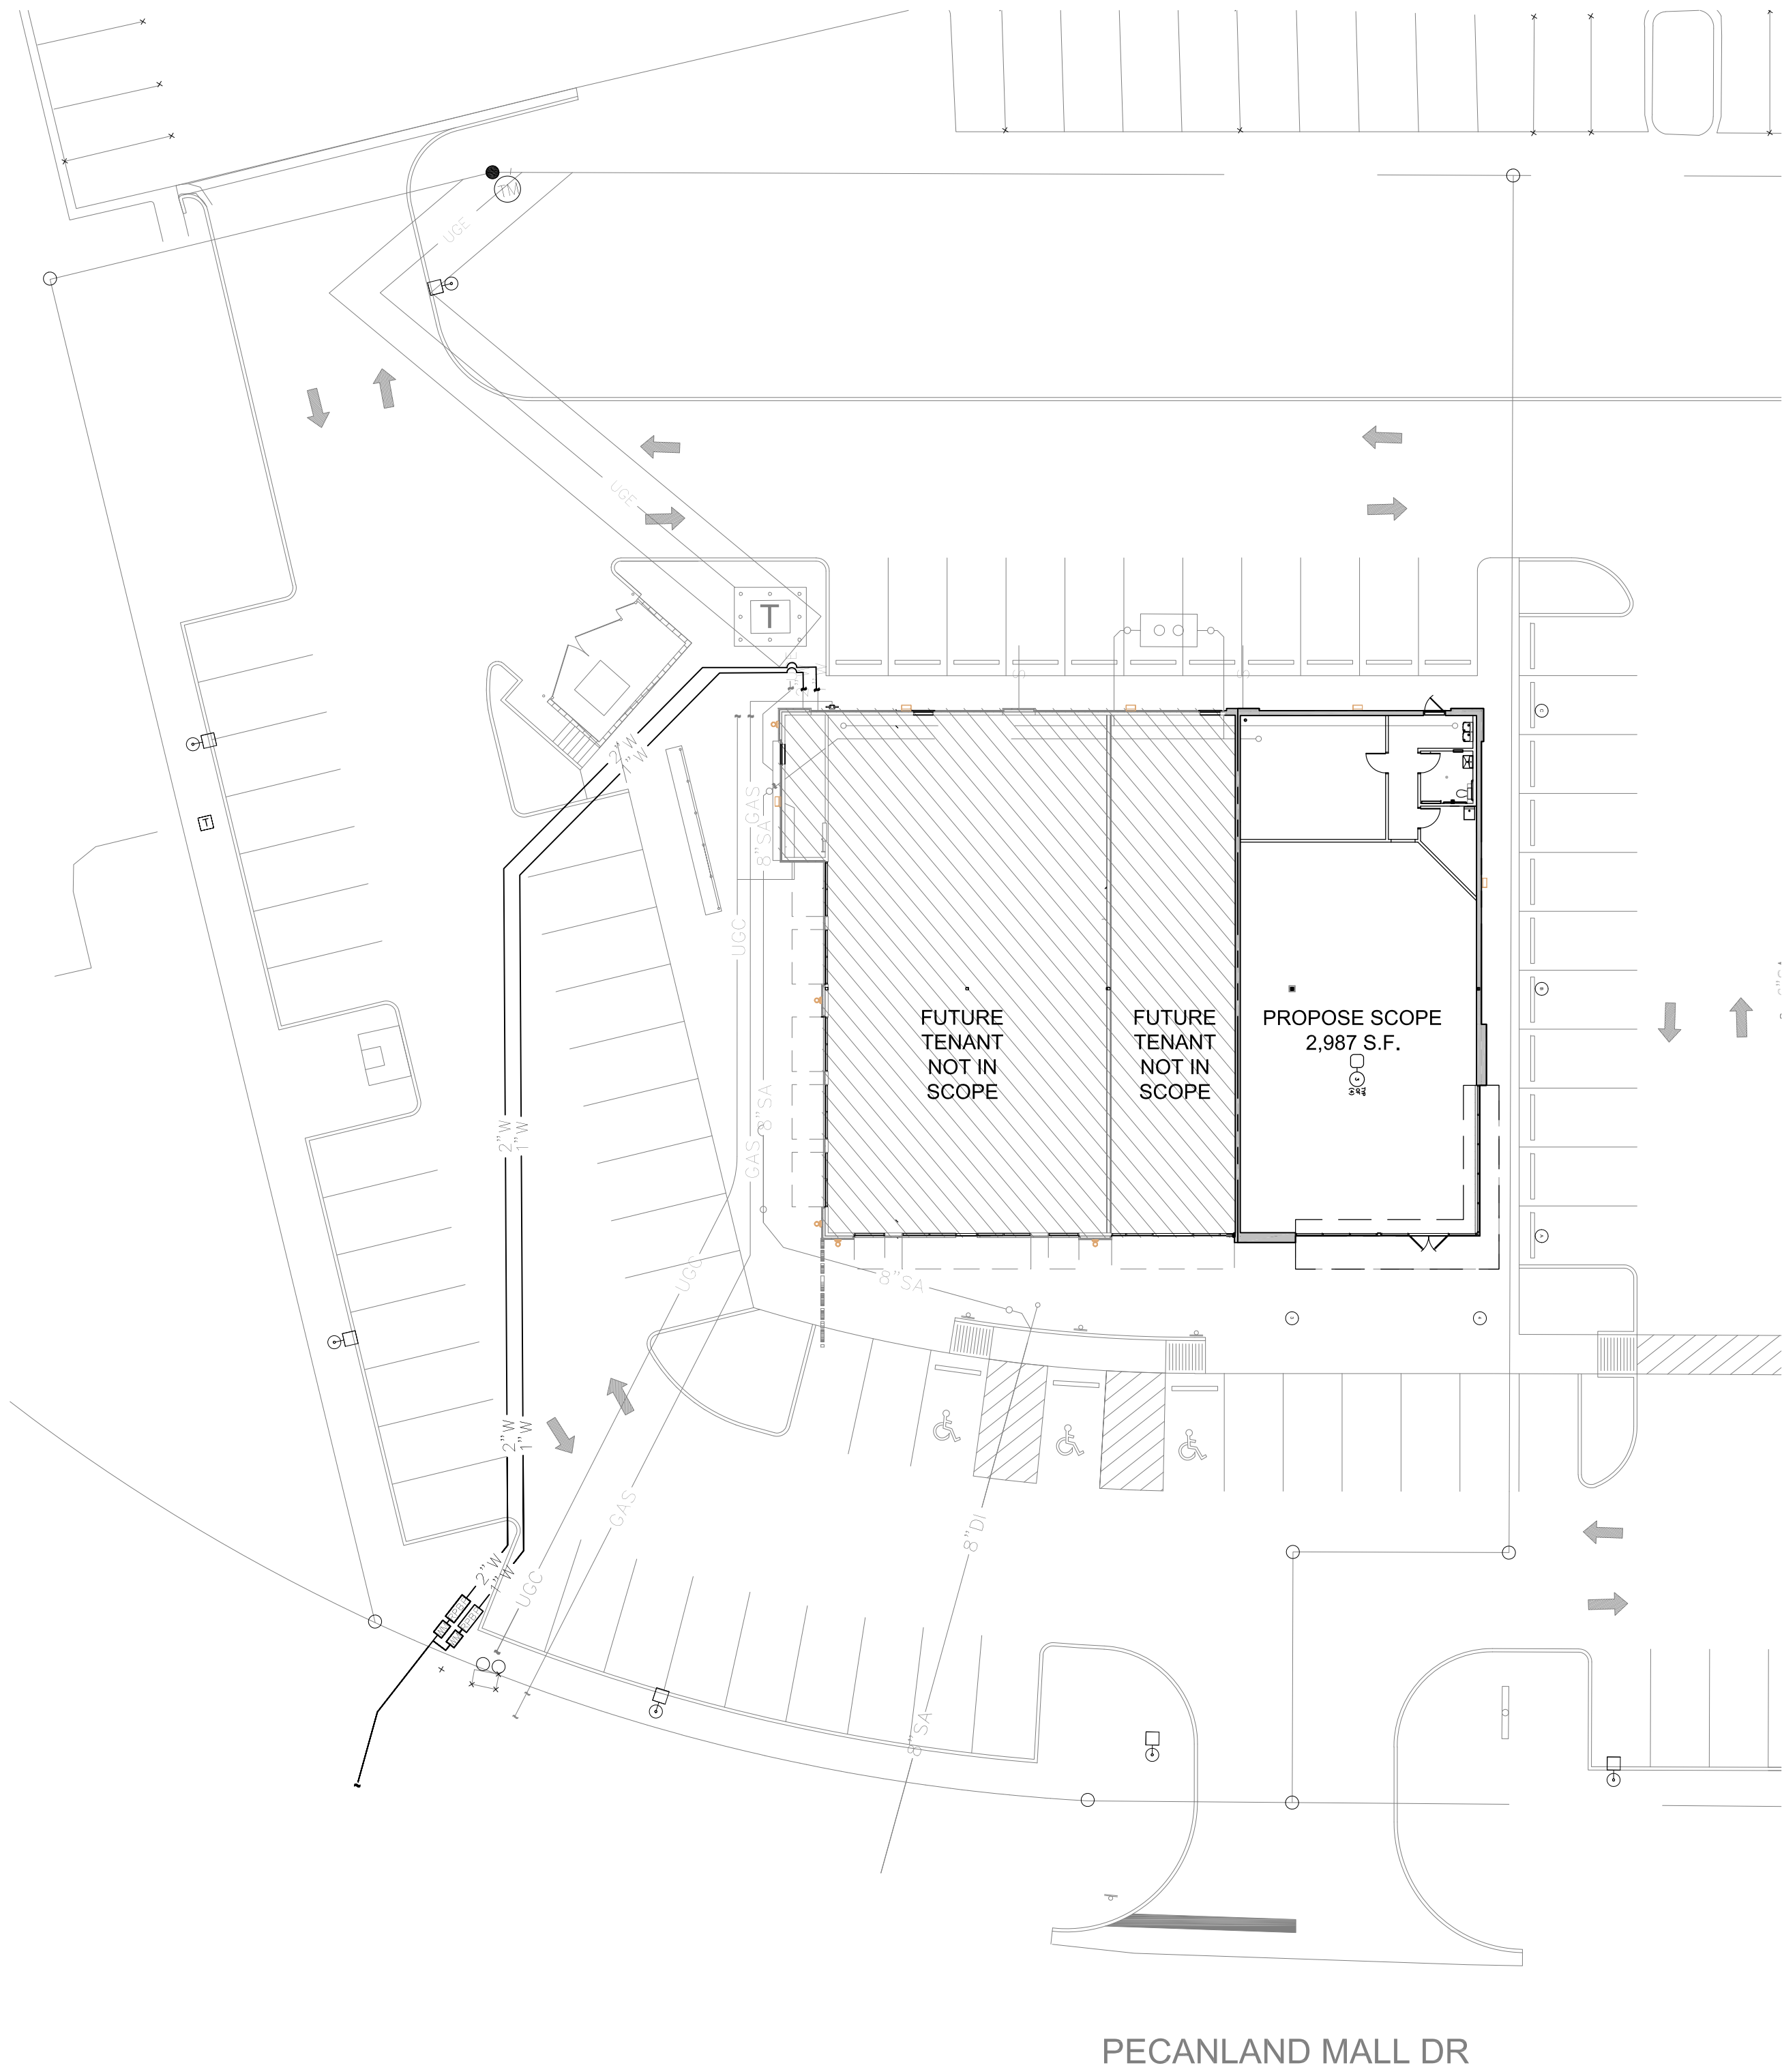 TM
UGE
UGE
T
S
S
2"W
1"W
GAS
8"SA
T
UGC
FUTURE
TENANT
NOT IN
SCOPE
FUTURE
TENANT
NOT IN
SCOPE
PROPOSE SCOPE
2,987 S.F.
2"W
1"W
8"SA
GAS
UGC
8"SA
2"W
1"W
GAS
8"DI
2"W
1"W
UGC
8"SA
PECANLAND MALL DR